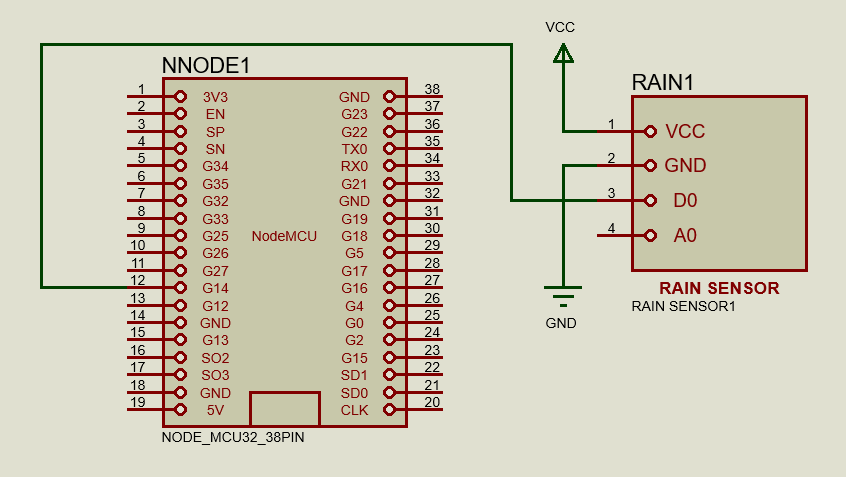 VCC
NNODE1
RAIN1
1 3V3 GND 38
2 EN G23 37
3 SP G22 36
4 SN TX0 35
5 G34 RX0 34
6 G35 G21 33
7 G32 GND 32
8 G33 G19 31
9 G25 NodeMCU G18 30
10 G26 G5 29
11 G27 G17 28
12 G14 G16 27
13 G12 G4 26
14 GND G0 25
15 G13 G2 24
16 SO2 G15 23
17 SO3 SD1 22
18 GND SD0 21
19 5V CLK 20
NODE_MCU32_38PIN
1 VCC
2 GND
3 D0
4 A0
RAIN SENSOR
RAIN SENSOR1
GND